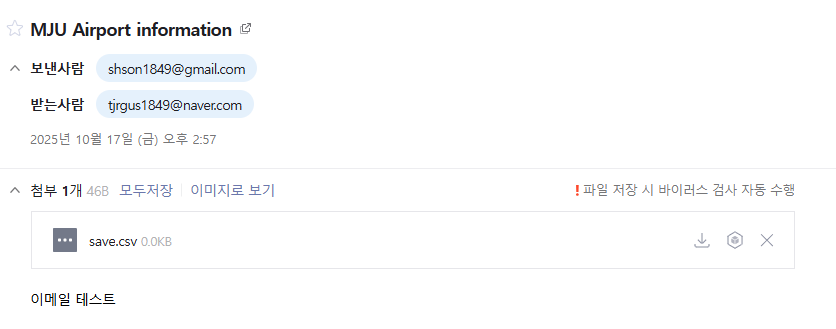 MJU Airport information
보낸사람 shson1849@gmail.com
받는사람 tjrgus1849@naver.com
2025년 10월 17일 (금) 오후 2:57
첨부 1개 46B 모두저장 이미지로 보기 ! 파일 저장 시 바이러스 검사 자동 수행
save.csv 0.0KB
이메일 테스트